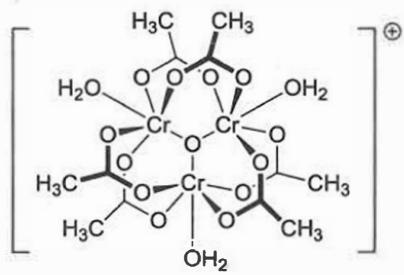 H₃C CH₃ ⊕
O O O O
H₂O OH₂
Cr Cr
O O O
O O
O Cr O
H₃C O O CH₃
H₃C O O CH₃
OH₂